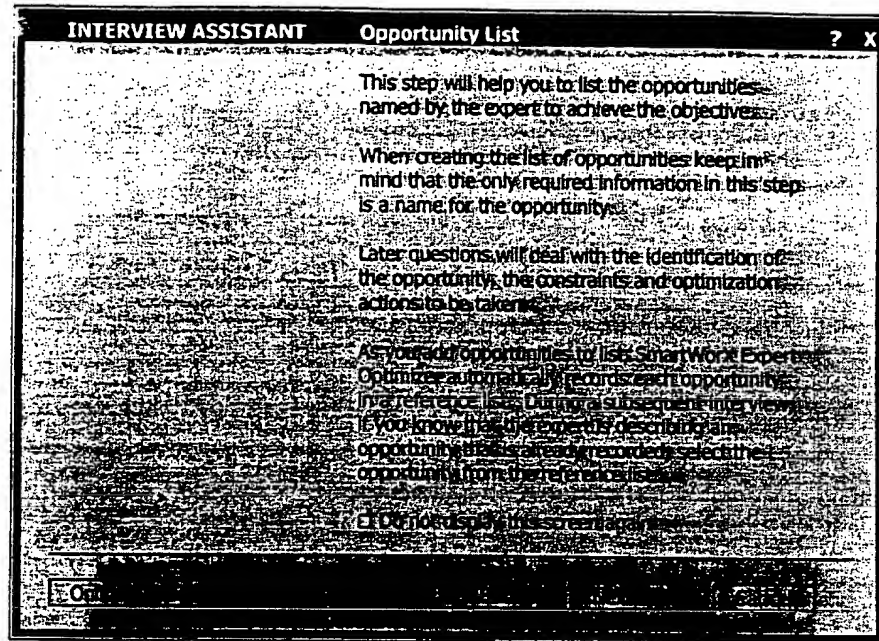 INTERVIEW ASSISTANT Opportunity List ? X
This step will help you to list the opportunities
named by the expert to achieve the objectives.
When creating the list of opportunities keep in
mind that the only required information in this step
is a name for the opportunity.
Later questions will deal with the identification of
the opportunity, the constraints and optimization
actions to be taken.
As you add opportunities to lists SmartWorx Expert
Optimizer automatically records each opportunity
in a reference list. During a subsequent interview,
if you know that the expert is describing an
opportunity that is already recorded, select the
opportunity from the reference list.
Do not display this screen again